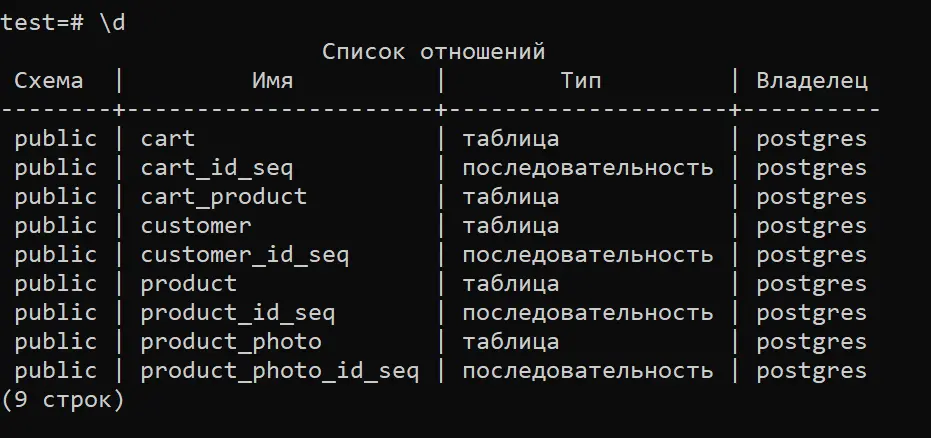 test=# \d
                       Список отношений
 Схема  |         Имя          |        Тип         | Владелец
--------+----------------------+--------------------+----------
 public | cart                 | таблица            | postgres
 public | cart_id_seq          | последовательность | postgres
 public | cart_product         | таблица            | postgres
 public | customer             | таблица            | postgres
 public | customer_id_seq      | последовательность | postgres
 public | product              | таблица            | postgres
 public | product_id_seq       | последовательность | postgres
 public | product_photo        | таблица            | postgres
 public | product_photo_id_seq | последовательность | postgres
(9 строк)